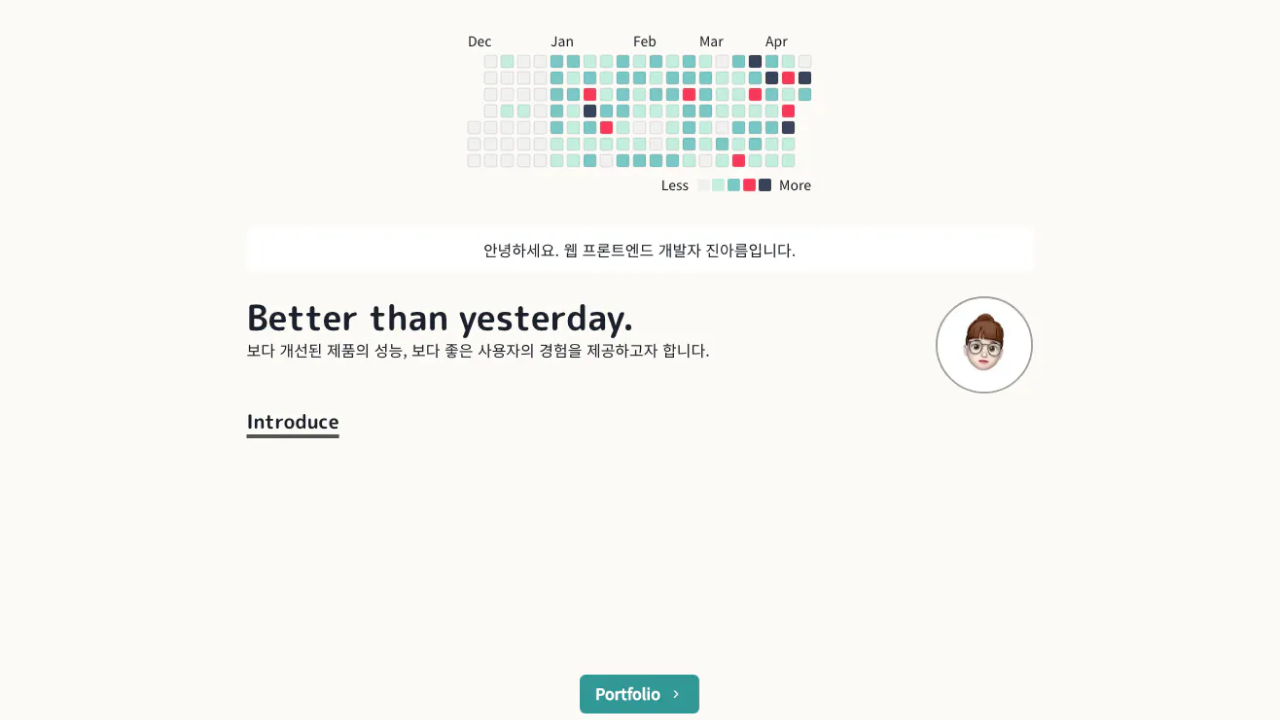 Dec Jan Feb Mar Apr
Less More
안녕하세요. 웹 프론트엔드 개발자 진아름입니다.
Better than yesterday.
보다 개선된 제품의 성능, 보다 좋은 사용자의 경험을 제공하고자 합니다.
Introduce
Portfolio